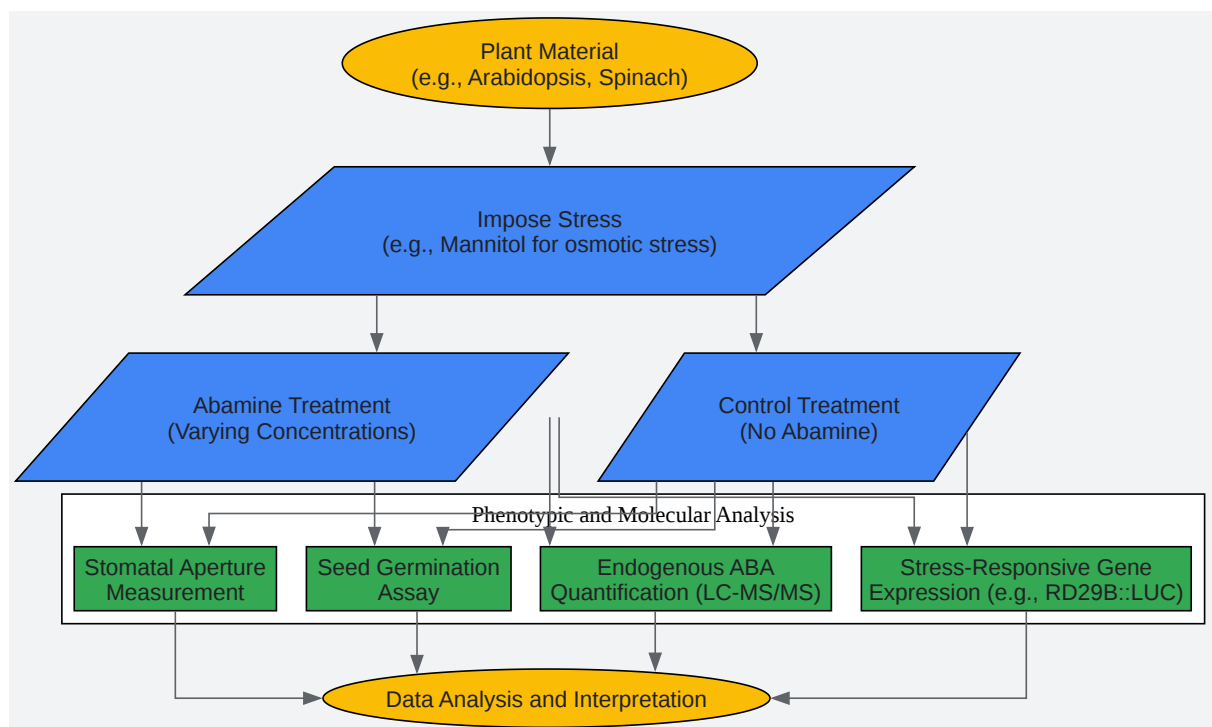 Plant Material
(e.g., Arabidopsis, Spinach)
Impose Stress
(e.g., Mannitol for osmotic stress)
Abamine Treatment
(Varying Concentrations)
Control Treatment
(No Abamine)
Phenotypic and Molecular Analysis
Stomatal Aperture
Measurement
Seed Germination
Assay
Endogenous ABA
Quantification (LC-MS/MS)
Stress-Responsive Gene
Expression (e.g., RD29B::LUC)
Data Analysis and Interpretation